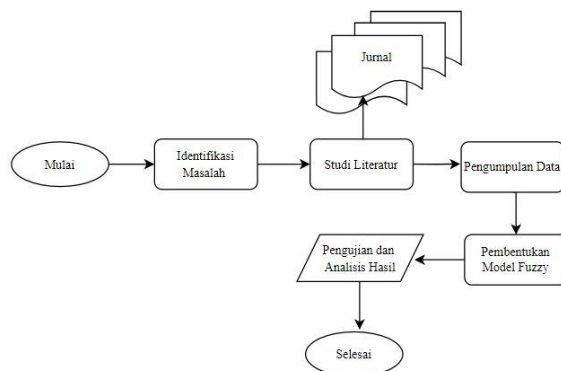 Jurnal
Mulai
Identifikasi
Masalah
Studi Literatur
Pengumpulan Data
Pengujian dan
Analisis Hasil
Pembentukan
Model Fuzzy
Selesai